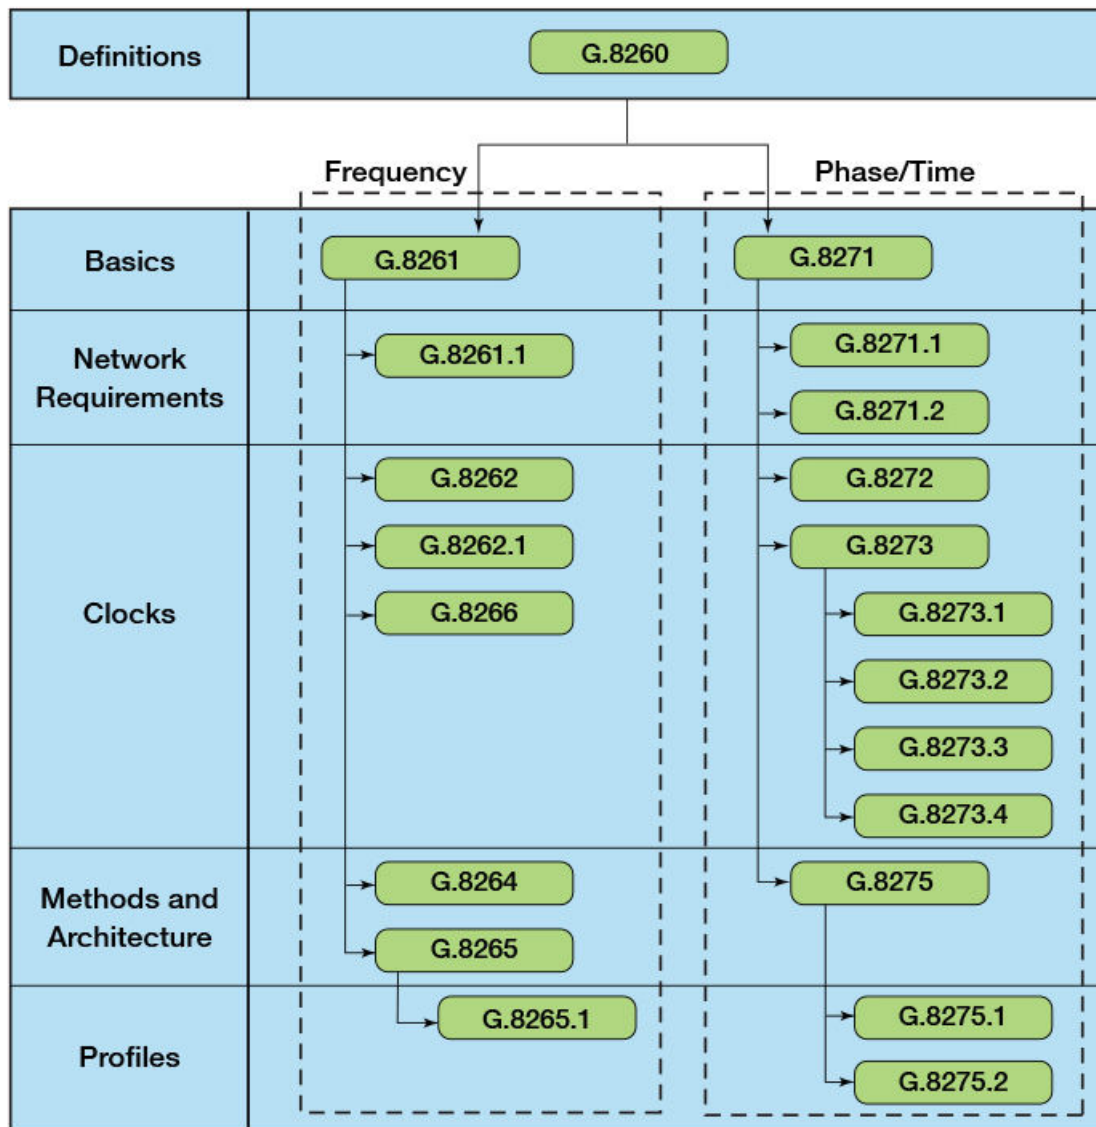 Definitions
G.8260
Frequency
Phase/Time
Basics
G.8261
G.8271
Network
Requirements
G.8261.1
G.8271.1
G.8271.2
Clocks
G.8262
G.8272
G.8262.1
G.8273
G.8266
G.8273.1
G.8273.2
G.8273.3
G.8273.4
Methods and
Architecture
G.8264
G.8275
G.8265
Profiles
G.8265.1
G.8275.1
G.8275.2